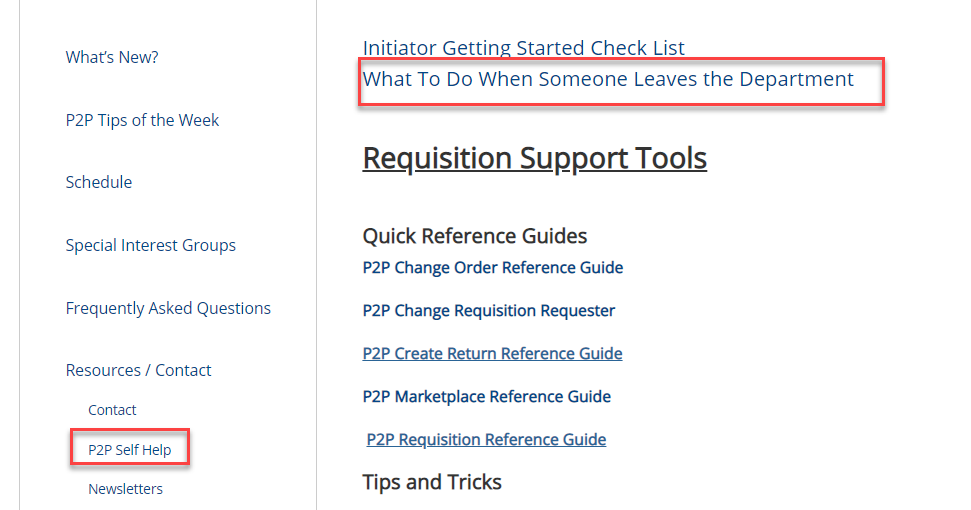 What's New?
P2P Tips of the Week
Schedule
Special Interest Groups
Frequently Asked Questions
Resources / Contact
Contact
P2P Self Help
Newsletters
Initiator Getting Started Check List
What To Do When Someone Leaves the Department
Requisition Support Tools
Quick Reference Guides
P2P Change Order Reference Guide
P2P Change Requisition Requester
P2P Create Return Reference Guide
P2P Marketplace Reference Guide
P2P Requisition Reference Guide
Tips and Tricks